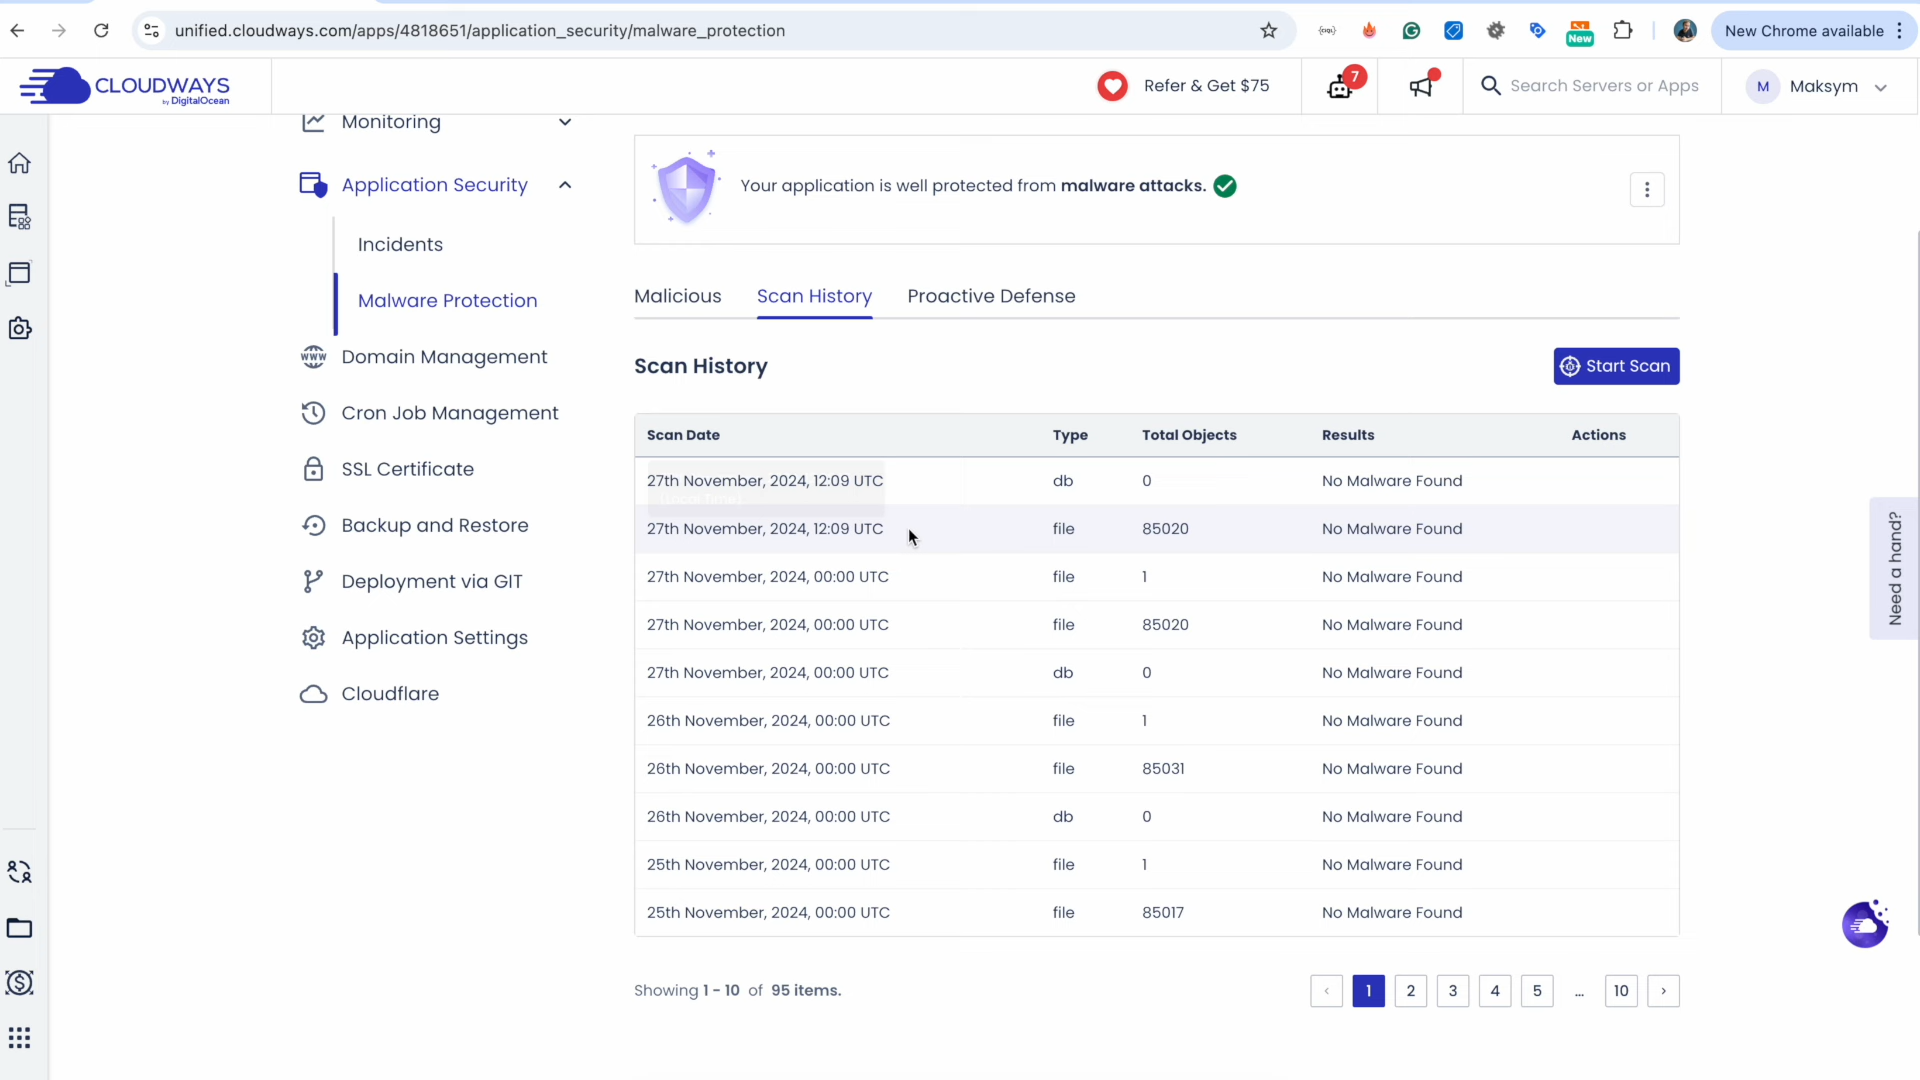 unified.cloudways.com/apps/4818651/application_security/malware_protection
New
New Chrome available
CLOUDWAYS
by DigitalOcean
Refer & Get $75
7
Search Servers or Apps
M
Maksym
Monitoring
Application Security
Incidents
Malware Protection
WWW
Domain Management
Cron Job Management
SSL Certificate
Backup and Restore
Deployment via GIT
Application Settings
Cloudflare
Your application is well protected from malware attacks.
Malicious
Scan History
Proactive Defense
Scan History
Start Scan
Scan Date Type Total Objects Results Actions
27th November, 2024, 12:09 UTC db 0 No Malware Found
27th November, 2024, 12:09 UTC file 85020 No Malware Found
27th November, 2024, 00:00 UTC file 1 No Malware Found
27th November, 2024, 00:00 UTC file 85020 No Malware Found
27th November, 2024, 00:00 UTC db 0 No Malware Found
26th November, 2024, 00:00 UTC file 1 No Malware Found
26th November, 2024, 00:00 UTC file 85031 No Malware Found
26th November, 2024, 00:00 UTC db 0 No Malware Found
25th November, 2024, 00:00 UTC file 1 No Malware Found
25th November, 2024, 00:00 UTC file 85017 No Malware Found
Showing 1 - 10 of 95 items.
‹ 1 2 3 4 5 ... 10 ›
Need a hand?